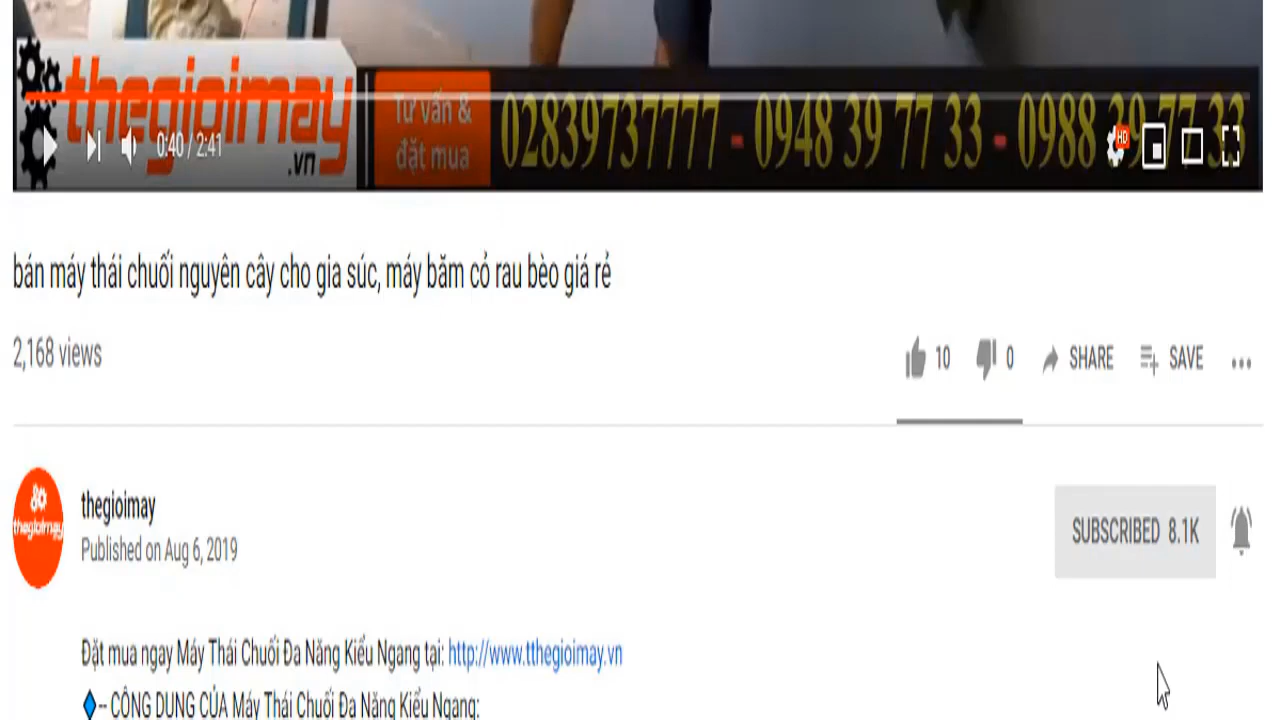 thegioimay
.vn
Tư vấn &
đặt mua
02839737777 - 0948 39 77 33 - 0988 39 77 33
HD
0:40 / 2:41
bán máy thái chuối nguyên cây cho gia súc, máy băm cỏ rau bèo giá rẻ
2,168 views
10 0 SHARE SAVE
thegioimay
thegioimay
Published on Aug 6, 2019
SUBSCRIBED 8.1K
Đặt mua ngay Máy Thái Chuối Đa Năng Kiểu Ngang tại: http://www.tthegioimay.vn
-- CÔNG DỤNG CỦA Máy Thái Chuối Đa Năng Kiểu Ngang: